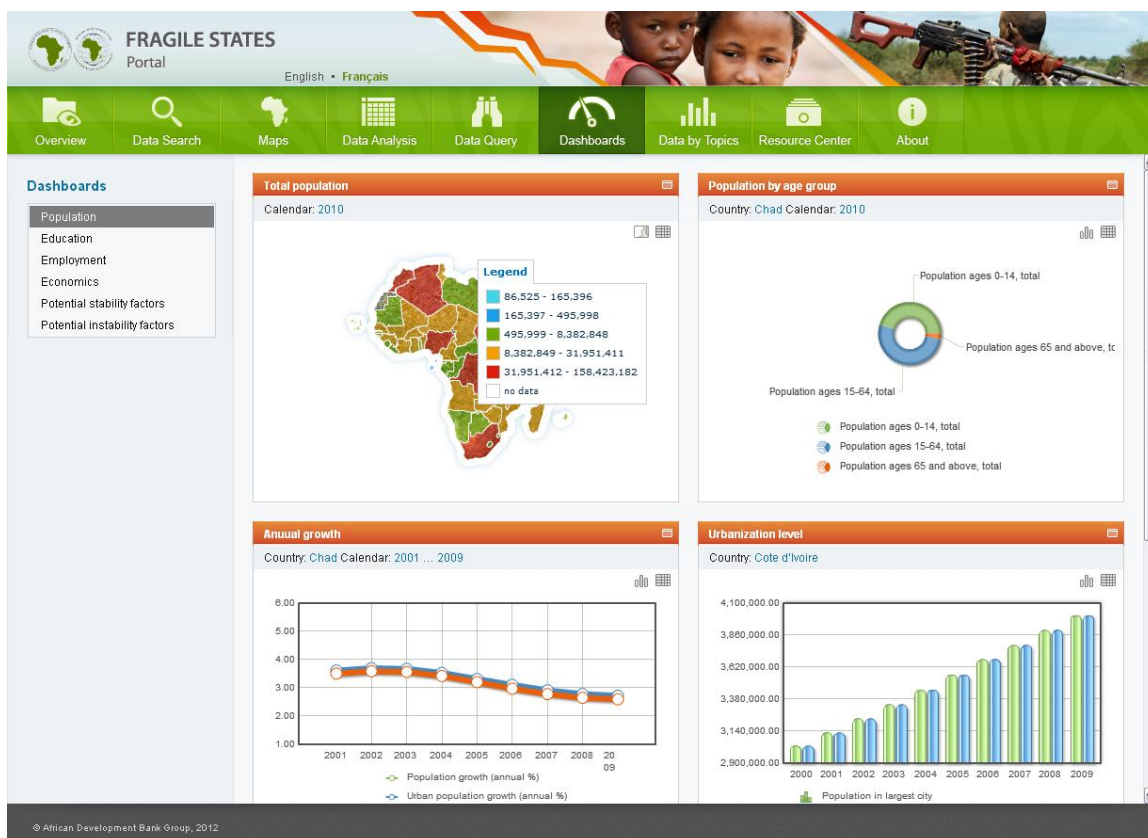 FRAGILE STATES
Portal
English • Français
Overview
Data Search
Maps
Data Analysis
Data Query
Dashboards
Data by Topics
Resource Center
About
Dashboards
Population
Education
Employment
Economics
Potential stability factors
Potential instability factors
Total population
Calendar: 2010
Legend
86,525 - 165,396
165,397 - 495,998
495,999 - 8,382,848
8,382,849 - 31,951,411
31,951,412 - 158,423,182
no data
Population by age group
Country: Chad Calendar: 2010
Population ages 0-14, total
Population ages 65 and above, tc
Population ages 15-64, total
Population ages 0-14, total
Population ages 15-64, total
Population ages 65 and above, total
Anuual growth
Country: Chad Calendar: 2001 ... 2009
6.00
5.00
4.00
3.00
2.00
1.00
2001 2002 2003 2004 2005 2006 2007 2008 20
09
Population growth (annual %)
Urban population growth (annual %)
Urbanization level
Country: Cote d'Ivoire
4,100,000.00
3,860,000.00
3,620,000.00
3,380,000.00
3,140,000.00
2,900,000.00
2000 2001 2002 2003 2004 2005 2006 2007 2008 2009
Population in largest city
© African Development Bank Group, 2012